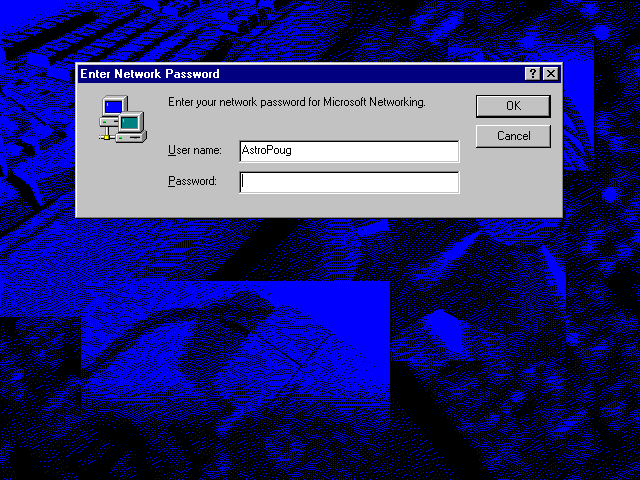 Enter Network Password
Enter your network password for Microsoft Networking.
OK
Cancel
User name: AstroPoug
Password: